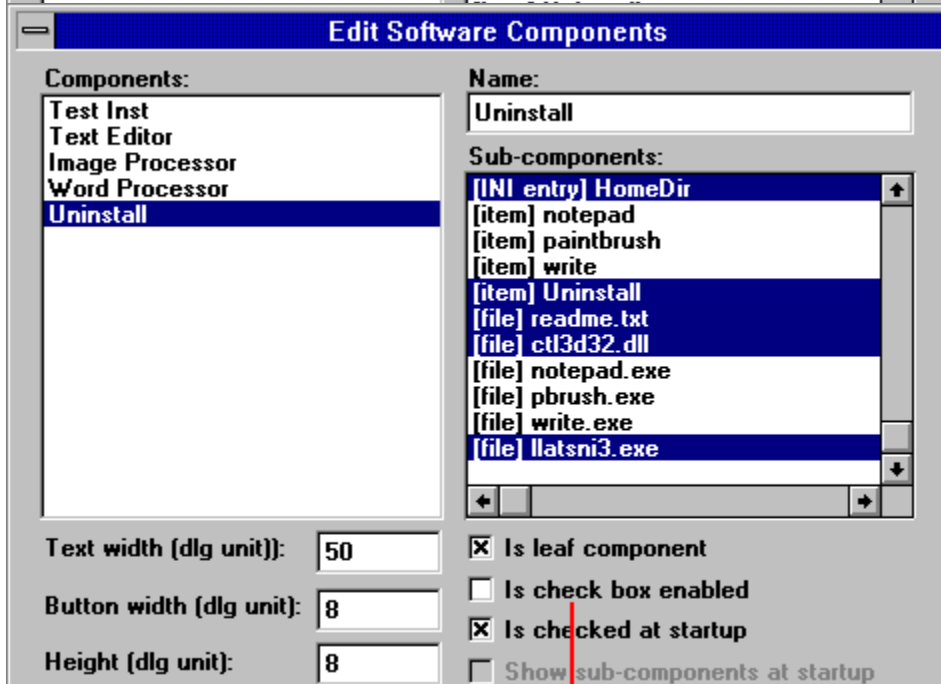 Edit Software Components
Components:
Test Inst
Text Editor
Image Processor
Word Processor
Uninstall
Name:
Uninstall
Sub-components:
[INI entry] HomeDir
[item] notepad
[item] paintbrush
[item] write
[item] Uninstall
[file] readme.txt
[file] ctl3d32.dll
[file] notepad.exe
[file] pbrush.exe
[file] write.exe
[file] llatsni3.exe
Text width (dlg unit)): 50
Button width (dlg unit): 8
Height (dlg unit): 8
Is leaf component
Is check box enabled
Is checked at startup
Show sub-components at startup